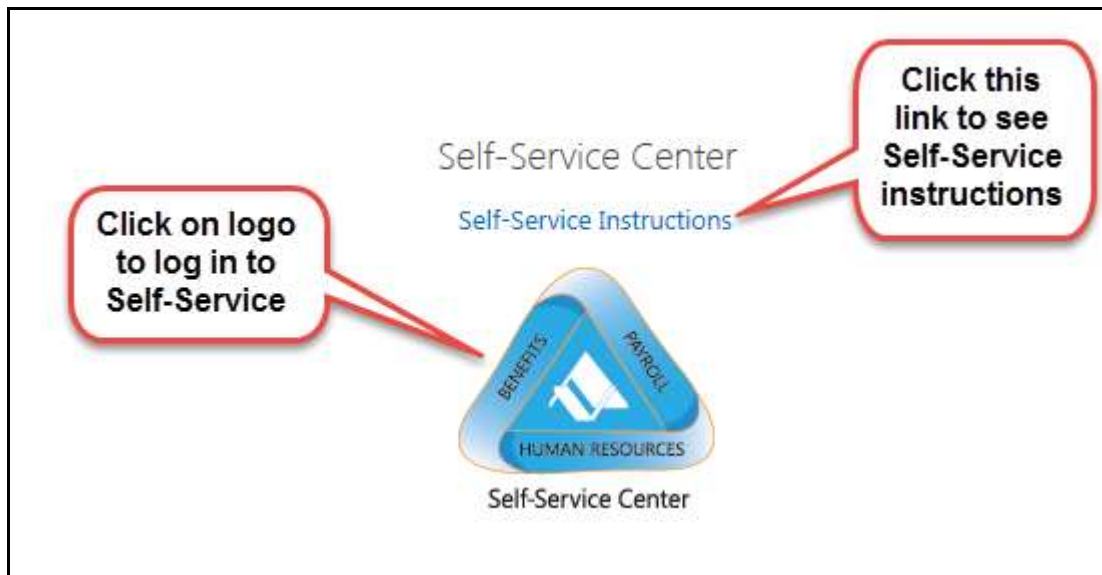 Click this
link to see
Self-Service
instructions
Self-Service Center
Self-Service Instructions
Click on logo
to log in to
Self-Service
BENEFITS
PAYROLL
HUMAN RESOURCES
Self-Service Center